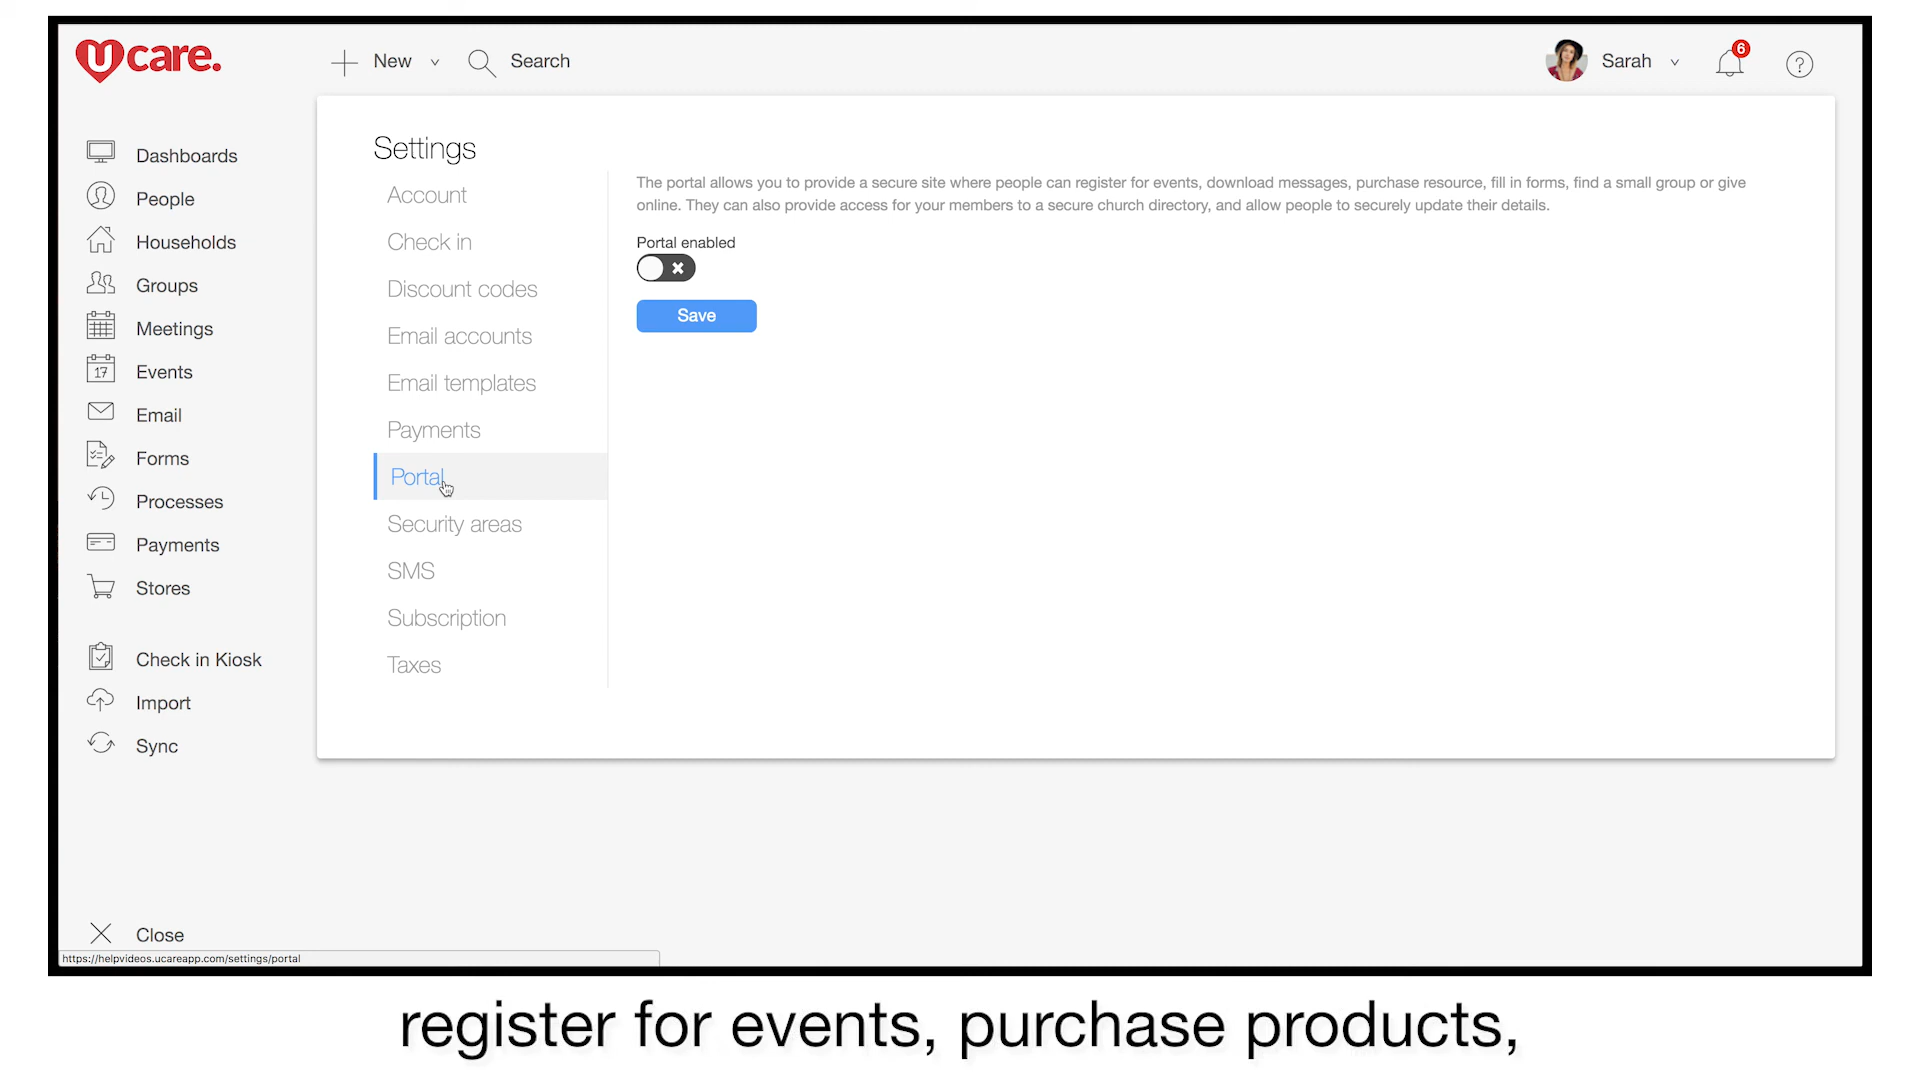 Ucare.
New
Search
Sarah
6
?
Dashboards
People
Households
Groups
Meetings
17
Events
Email
Forms
Processes
Payments
Stores
Check in Kiosk
Import
Sync
Close
Settings
Account
Check in
Discount codes
Email accounts
Email templates
Payments
Portal
Security areas
SMS
Subscription
Taxes
The portal allows you to provide a secure site where people can register for events, download messages, purchase resource, fill in forms, find a small group or give
online. They can also provide access for your members to a secure church directory, and allow people to securely update their details.
Portal enabled
Save
https://helpvideos.ucareapp.com/settings/portal
register for events, purchase products,